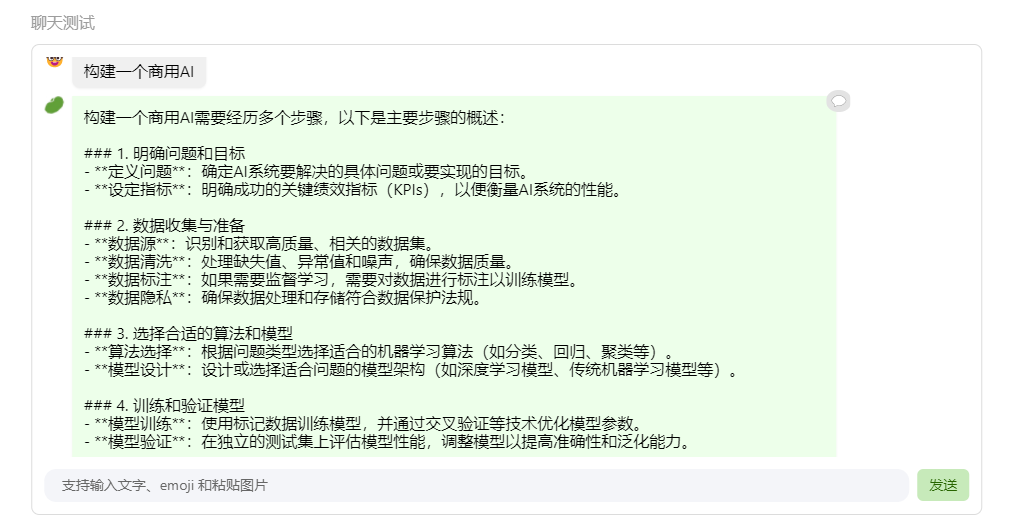 聊天测试
构建一个商用AI
构建一个商用AI需要经历多个步骤，以下是主要步骤的概述：
### 1. 明确问题和目标
- **定义问题**：确定AI系统要解决的具体问题或要实现的目标。
- **设定指标**：明确成功的关键绩效指标（KPIs），以便衡量AI系统的性能。
### 2. 数据收集与准备
- **数据源**：识别和获取高质量、相关的数据集。
- **数据清洗**：处理缺失值、异常值和噪声，确保数据质量。
- **数据标注**：如果需要监督学习，需要对数据进行标注以训练模型。
- **数据隐私**：确保数据处理和存储符合数据保护法规。
### 3. 选择合适的算法和模型
- **算法选择**：根据问题类型选择适合的机器学习算法（如分类、回归、聚类等）。
- **模型设计**：设计或选择适合问题的模型架构（如深度学习模型、传统机器学习模型等）。
### 4. 训练和验证模型
- **模型训练**：使用标记数据训练模型，并通过交叉验证等技术优化模型参数。
- **模型验证**：在独立的测试集上评估模型性能，调整模型以提高准确性和泛化能力。
支持输入文字、emoji 和粘贴图片
发送